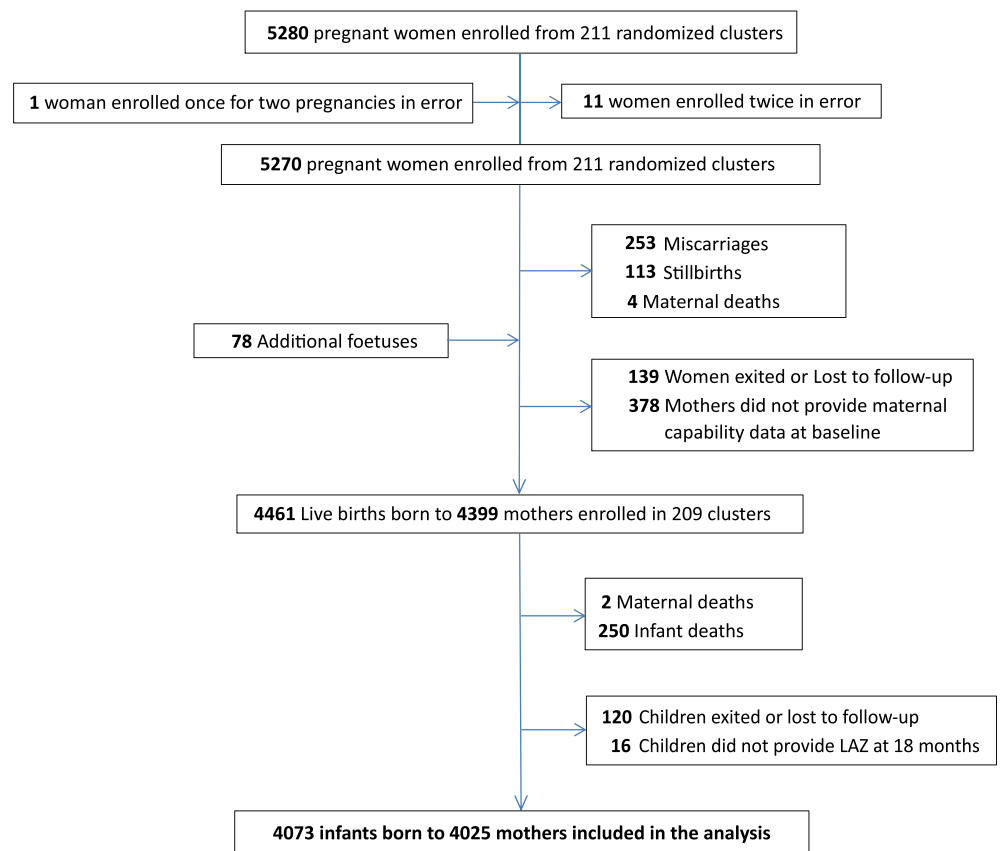 5280 pregnant women enrolled from 211 randomized clusters
1 woman enrolled once for two pregnancies in error
11 women enrolled twice in error
5270 pregnant women enrolled from 211 randomized clusters
253 Miscarriages
113 Stillbirths
4 Maternal deaths
78 Additional foetuses
139 Women exited or Lost to follow-up
378 Mothers did not provide maternal
capability data at baseline
4461 Live births born to 4399 mothers enrolled in 209 clusters
2 Maternal deaths
250 Infant deaths
120 Children exited or lost to follow-up
16 Children did not provide LAZ at 18 months
4073 infants born to 4025 mothers included in the analysis